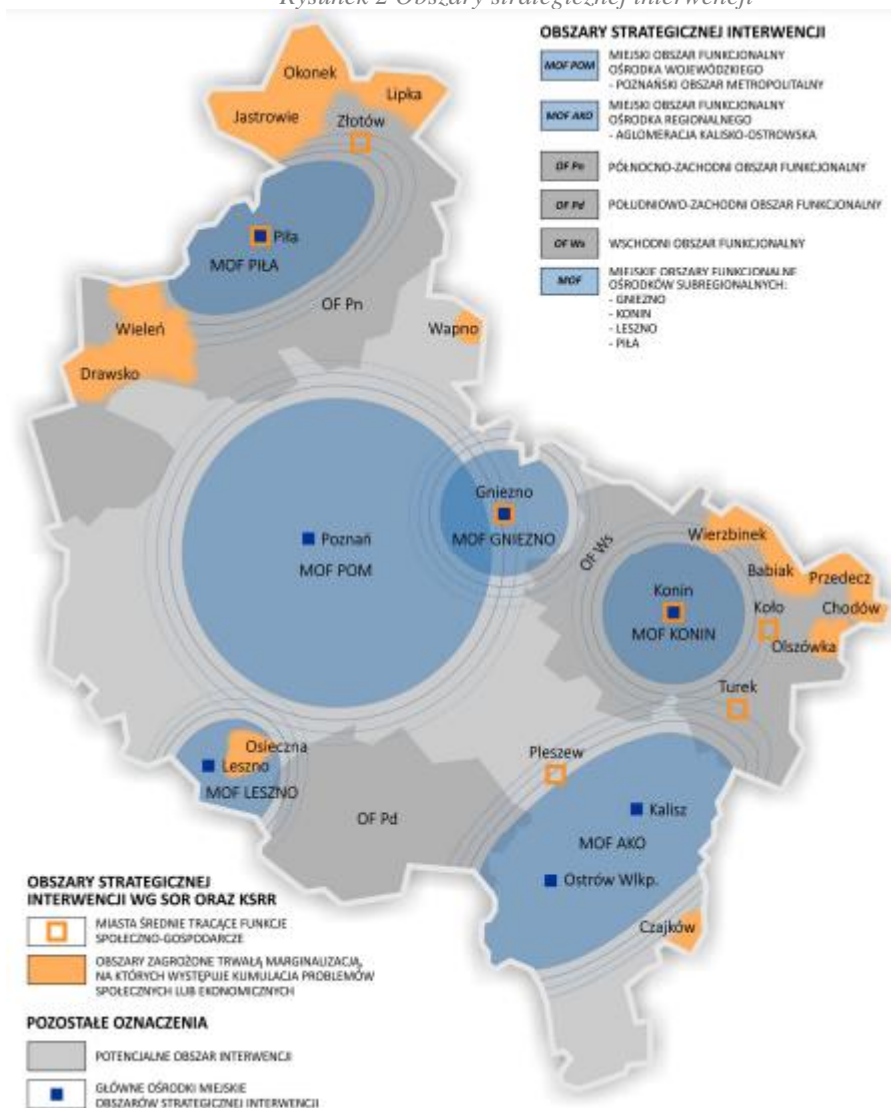 Rysunek 2 Obszary strategicznej interwencji
OBSZARY STRATEGICZNEJ INTERWENCJI
MOF POM
MIEJSKI OBSZAR FUNKCJONALNY
OŚRODKA WOJEWÓDZKIEGO
- POZNAŃSKI OBSZAR METROPOLITALNY
MOF AKO
MIEJSKI OBSZAR FUNKCJONALNY
OŚRODKA REGIONALNEGO
- AGLOMERACJA KALISKO-OSTROWSKA
OF Pn
PÓŁNOCNO-ZACHODNI OBSZAR FUNKCJONALNY
OF Pd
POŁUDNIOWO-ZACHODNI OBSZAR FUNKCJONALNY
OF Ws
WSCHODNI OBSZAR FUNKCJONALNY
MOF
MIEJSKIE OBSZARY FUNKCJONALNE
OŚRODKÓW SUBREGIONALNYCH:
- GNIEZNO
- KONIN
- LESZNO
- PIŁA
Okonek
Lipka
Jastrowie
Złotów
Piła
MOF PIŁA
OF Pn
Wieleń
Wapno
Drawsko
Gniezno
Poznań
MOF GNIEZNO
MOF POM
OF Ws
Wierzbinek
Babiak
Przedecz
Konin
Koło
Chodów
MOF KONIN
Olszówka
Turek
Osieczna
Pleszew
Leszno
MOF LESZNO
Kalisz
OF Pd
MOF AKO
Ostrów Wlkp.
Czajków
OBSZARY STRATEGICZNEJ
INTERWENCJI WG SOR ORAZ KSRR
MIASTA ŚREDNIE TRACĄCE FUNKCJE
SPOŁECZNO-GOSPODARCZE
OBSZARY ZAGROŻONE TRWAŁĄ MARGINALIZACJĄ,
NA KTÓRYCH WYSTĘPUJE KUMULACJA PROBLEMÓW
SPOŁECZNYCH LUB EKONOMICZNYCH
POZOSTAŁE OZNACZENIA
POTENCJALNE OBSZARY INTERWENCJI
GŁÓWNE OŚRODKI MIEJSKIE
OBSZARÓW STRATEGICZNEJ INTERWENCJI